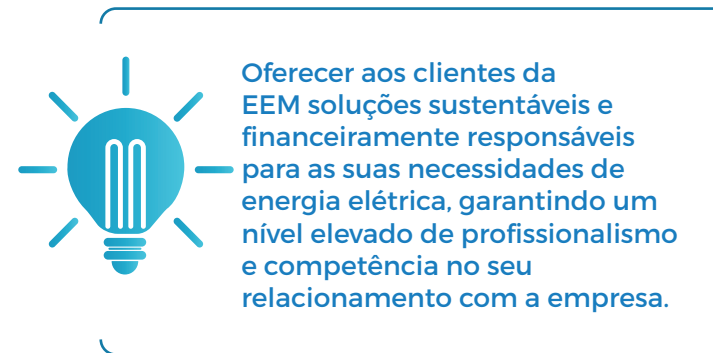 Oferecer aos clientes da
EEM soluções sustentáveis e
financeiramente responsáveis
para as suas necessidades de
energia elétrica, garantindo um
nível elevado de profissionalismo
e competência no seu
relacionamento com a empresa.